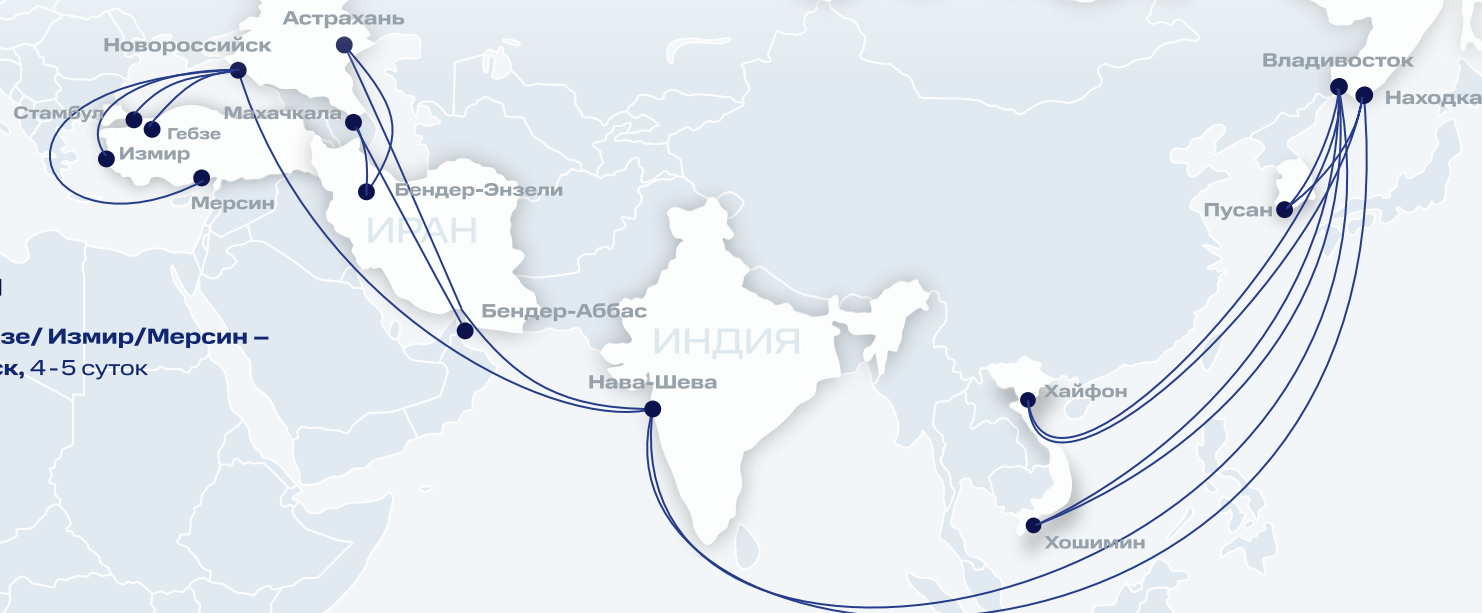 Астрахань
Новороссийск
Владивосток
Находка
Стамбул
Махачкала
Гебзе
Измир
Бендер-Энзели
Мерсин
Пусан
ИРАН
Бендер-Аббас
зе/ Измир/Мерсин –
ИНДИЯ
ск, 4-5 суток
Нава-Шева
Хайфон
Хошимин